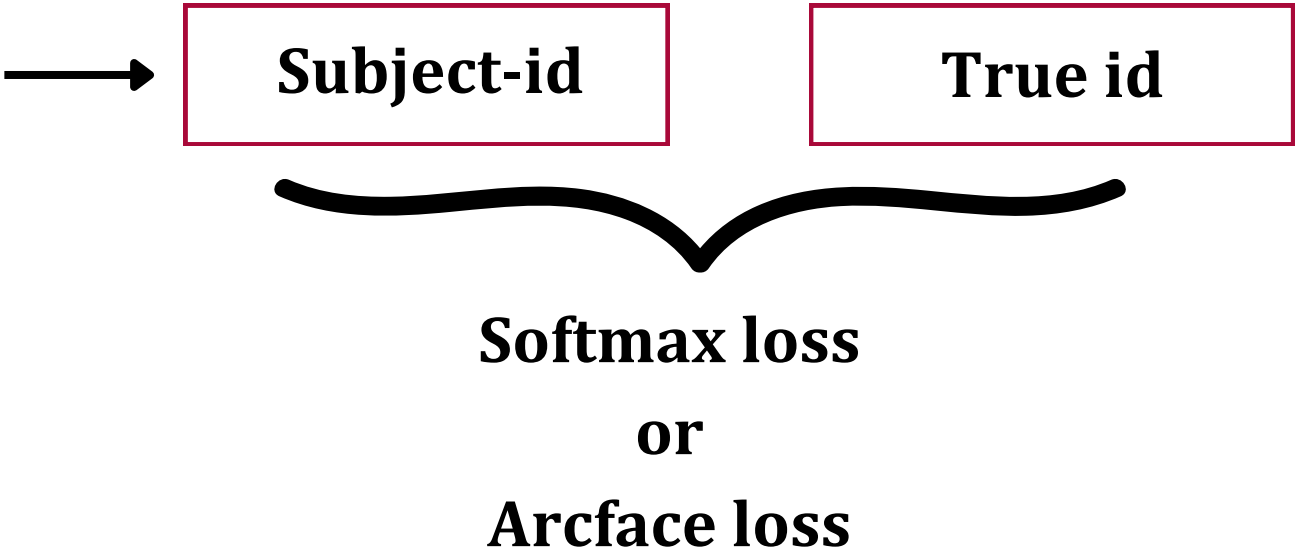 Subject-id
True id
Softmax loss
or
Arcface loss